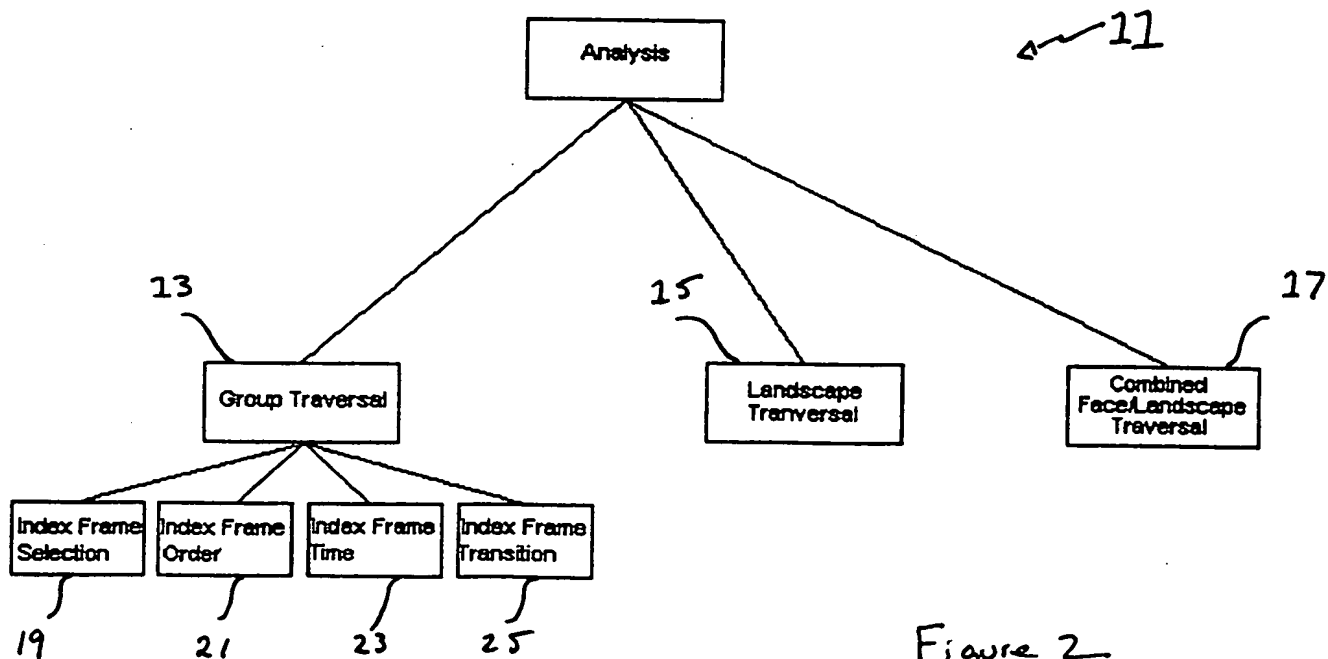 Analysis
11
13
15
17
Group Traversal
Landscape
Tranversal
Combined
Face/Landscape
Traversal
Index Frame
Selection
Index Frame
Order
Index Frame
Time
Index Frame
Transition
19
21
23
25
Figure 2